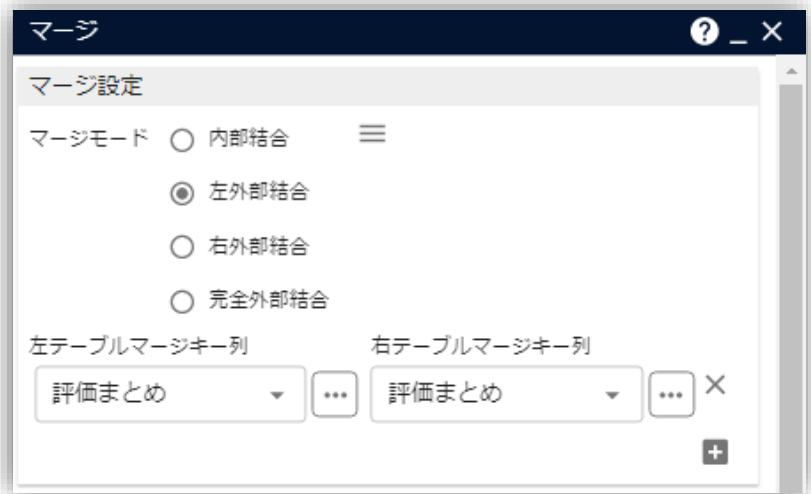 マージ
マージ設定
マージモード 内部結合
左外部結合
右外部結合
完全外部結合
左テーブルマージキー列 右テーブルマージキー列
評価まとめ 評価まとめ